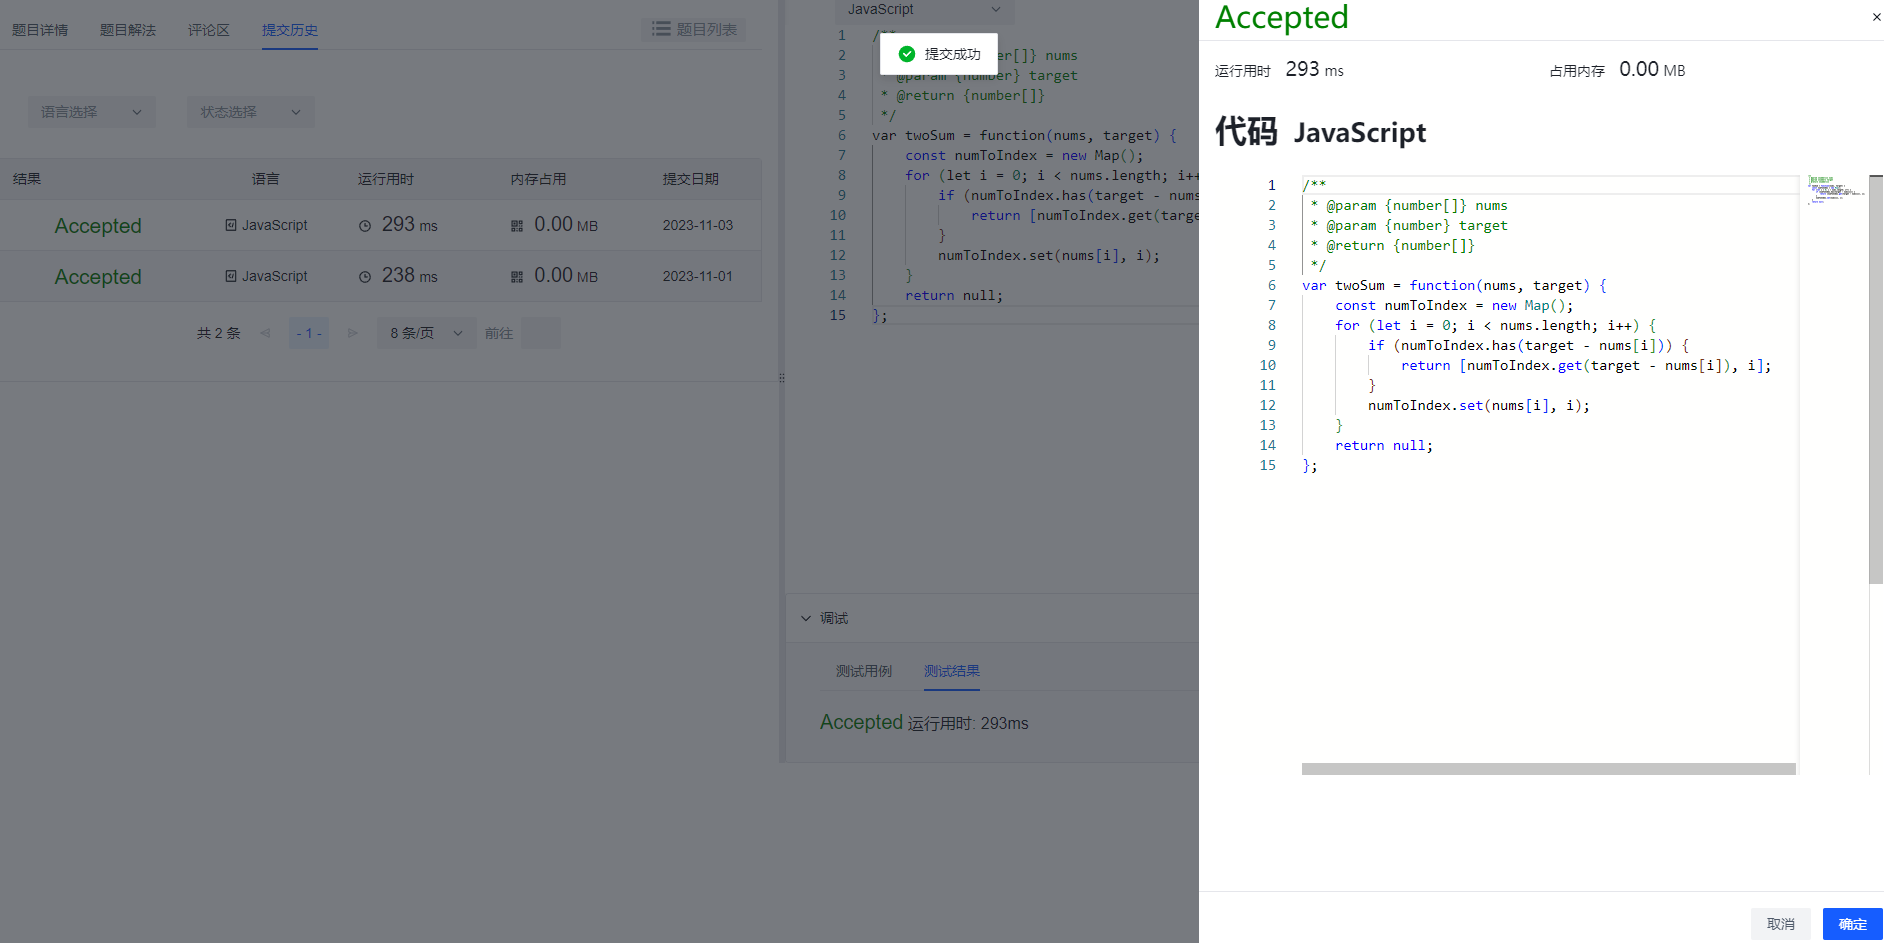 题目详情 题目解法 评论区 提交历史 题目列表
语言选择 状态选择
结果 语言 运行用时 内存占用 提交日期
Accepted JavaScript 293 ms 0.00 MB 2023-11-03
Accepted JavaScript 238 ms 0.00 MB 2023-11-01
共 2 条 - 1 - 8 条/页 前往
JavaScript
提交成功
1 /**
2 er[]} nums
3 @param {number} target
4 * @return {number[]}
5 */
6 var twoSum = function(nums, target) {
7 const numToIndex = new Map();
8 for (let i = 0; i < nums.length; i++
9 if (numToIndex.has(target - nums
10 return [numToIndex.get(targe
11 }
12 numToIndex.set(nums[i], i);
13 }
14 return null;
15 };
调试
测试用例 测试结果
Accepted 运行用时: 293ms
Accepted
运行用时 293 ms 占用内存 0.00 MB
代码 JavaScript
1 /**
2 * @param {number[]} nums
3 * @param {number} target
4 * @return {number[]}
5 */
6 var twoSum = function(nums, target) {
7 const numToIndex = new Map();
8 for (let i = 0; i < nums.length; i++) {
9 if (numToIndex.has(target - nums[i])) {
10 return [numToIndex.get(target - nums[i]), i];
11 }
12 numToIndex.set(nums[i], i);
13 }
14 return null;
15 };
取消 确定